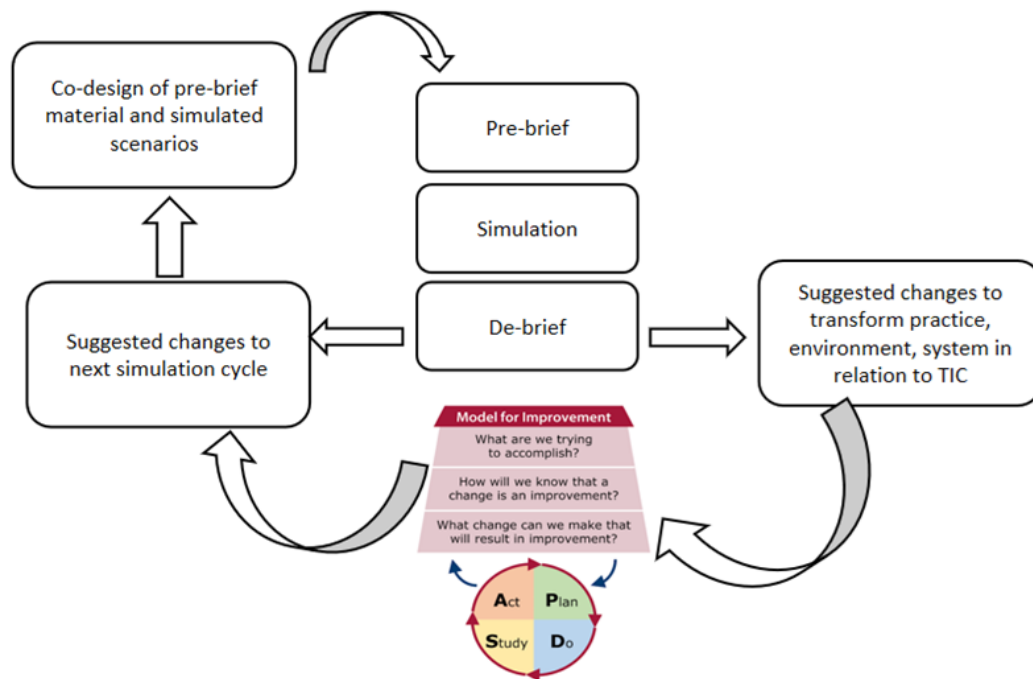 Co-design of pre-brief
material and simulated
scenarios
Pre-brief
Simulation
De-brief
Suggested changes to
next simulation cycle
Suggested changes to
transform practice,
environment, system in
relation to TIC
Model for Improvement
What are we trying
to accomplish?
How will we know that a
change is an improvement?
What change can we make that
will result in improvement?
Act
Plan
Study
Do